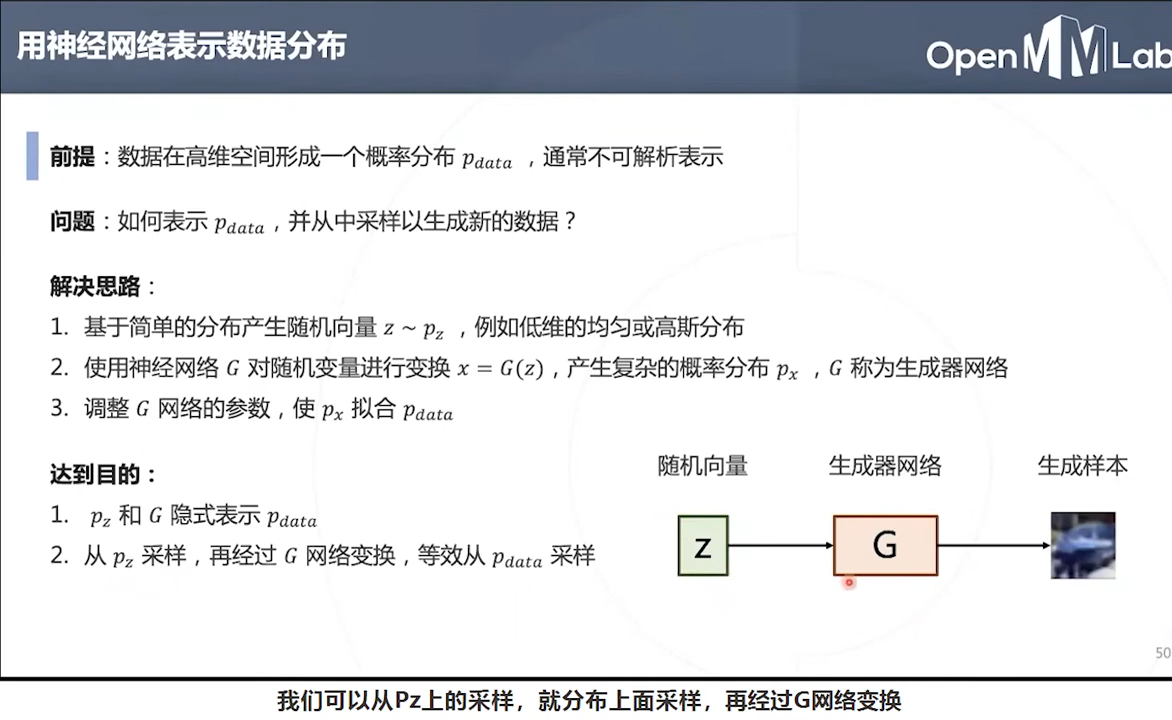 用神经网络表示数据分布
OpenMMLab
前提：数据在高维空间形成一个概率分布 p_data ，通常不可解析表示
问题：如何表示 p_data，并从中采样以生成新的数据？
解决思路：
1. 基于简单的分布产生随机向量 z ~ p_z ，例如低维的均匀或高斯分布
2. 使用神经网络 G 对随机变量进行变换 x = G(z)，产生复杂的概率分布 p_x ，G 称为生成器网络
3. 调整 G 网络的参数，使 p_x 拟合 p_data
达到目的：
1. p_z 和 G 隐式表示 p_data
2. 从 p_z 采样，再经过 G 网络变换，等效从 p_data 采样
随机向量 生成器网络 生成样本
z G
50
我们可以从Pz上的采样，就分布上面采样，再经过G网络变换